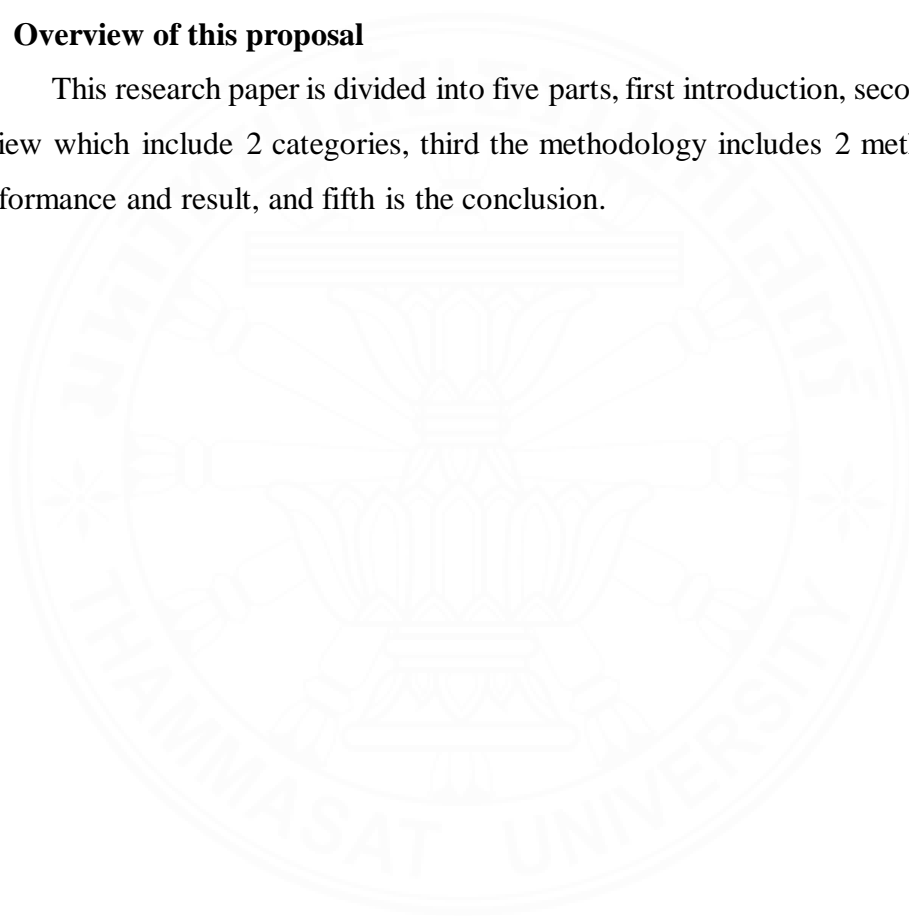 Overview of this proposal
This research paper is divided into five parts, first introduction, seco
iew which include 2 categories, third the methodology includes 2 met
formance and result, and fifth is the conclusion.
THAMMASAT UNIVERSITY